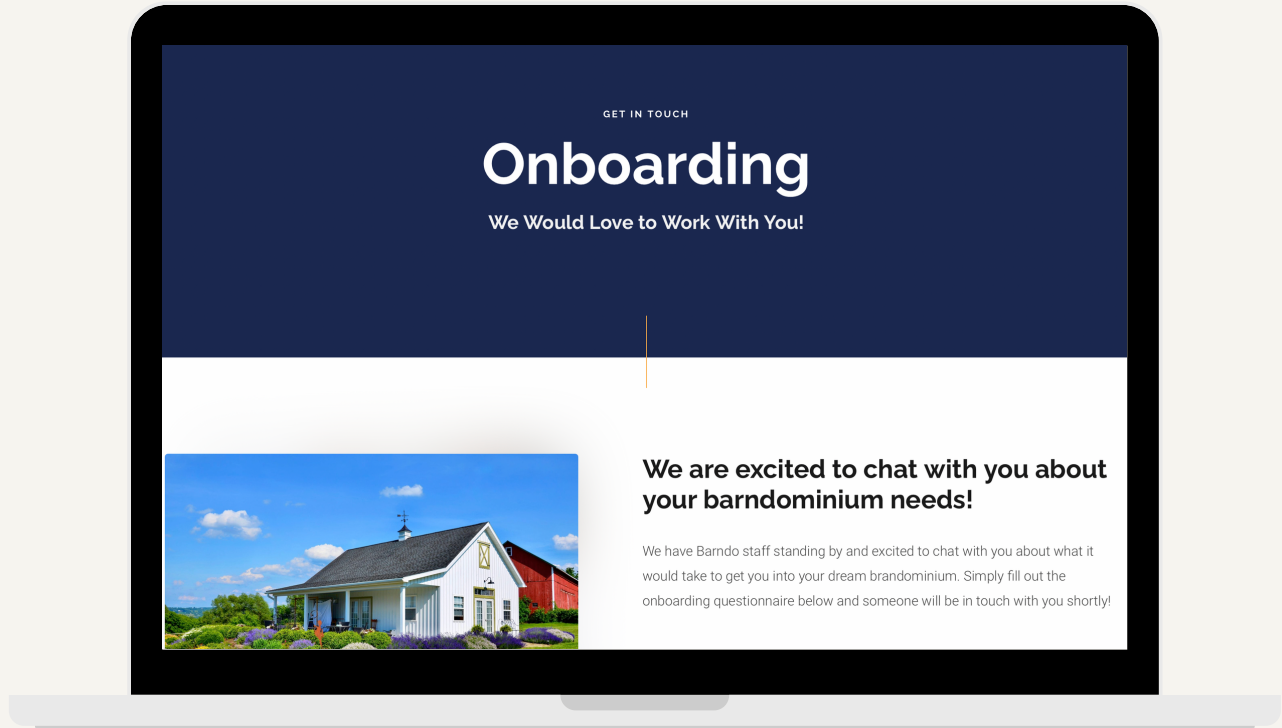 GET IN TOUCH
Onboarding
We Would Love to Work With You!
We are excited to chat with you about
your barndominium needs!
We have Barndo staff standing by and excited to chat with you about what it
would take to get you into your dream brandominium. Simply fill out the
onboarding questionnaire below and someone will be in touch with you shortly!